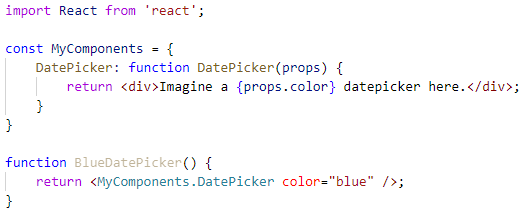 import React from 'react';

const MyComponents = {
    DatePicker: function DatePicker(props) {
        return <div>Imagine a {props.color} datepicker here.</div>;
    }
}

function BlueDatePicker() {
    return <MyComponents.DatePicker color="blue" />;
}